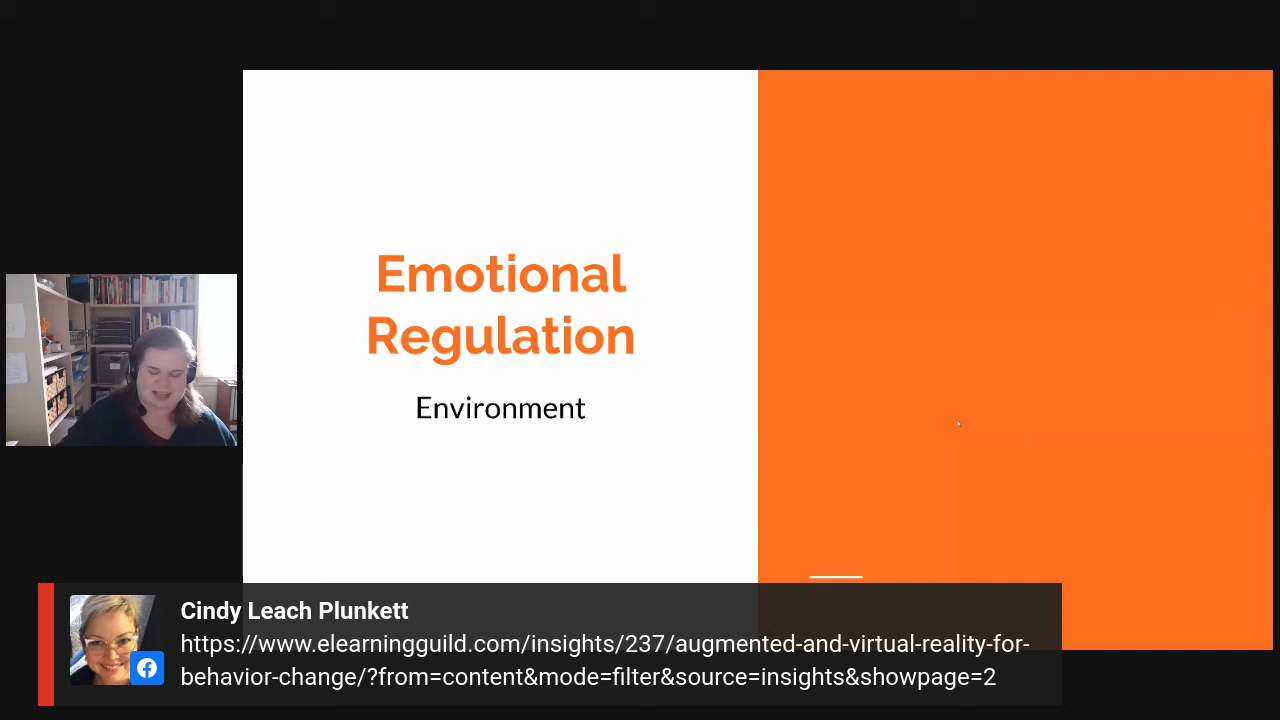 Emotional
Regulation
Environment
Cindy Leach Plunkett
https://www.elearningguild.com/insights/237/augmented-and-virtual-reality-for-
behavior-change/?from=content&mode=filter&source=insights&showpage=2